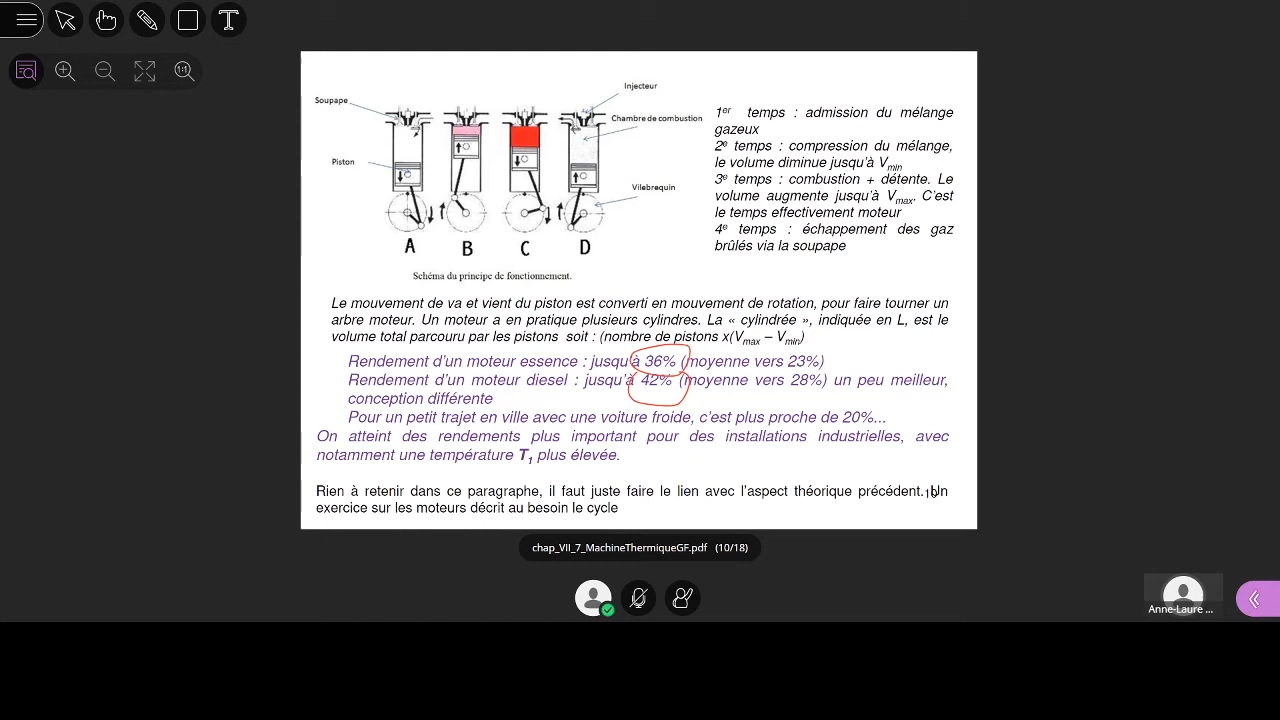 T
1:1
Injecteur
Soupape
Chambre de combustion
Piston
Vilebrequin
A B C D
Schéma du principe de fonctionnement.
1er temps : admission du mélange
gazeux
2e temps : compression du mélange,
le volume diminue jusqu'à Vmin
3e temps : combustion + détente. Le
volume augmente jusqu'à Vmax. C'est
le temps effectivement moteur
4e temps : échappement des gaz
brûlés via la soupape
Le mouvement de va et vient du piston est converti en mouvement de rotation, pour faire tourner un
arbre moteur. Un moteur a en pratique plusieurs cylindres. La « cylindrée », indiquée en L, est le
volume total parcouru par les pistons soit : (nombre de pistons x(Vmax – Vmin)
Rendement d'un moteur essence : jusqu'à 36% (moyenne vers 23%)
Rendement d'un moteur diesel : jusqu'à 42% (moyenne vers 28%) un peu meilleur,
conception différente
Pour un petit trajet en ville avec une voiture froide, c'est plus proche de 20%...
On atteint des rendements plus important pour des installations industrielles, avec
notamment une température T1 plus élevée.
Rien à retenir dans ce paragraphe, il faut juste faire le lien avec l'aspect théorique précédent. Un
exercice sur les moteurs décrit au besoin le cycle
chap_VII_7_MachineThermiqueGF.pdf (10/18)
Anne-Laure ...